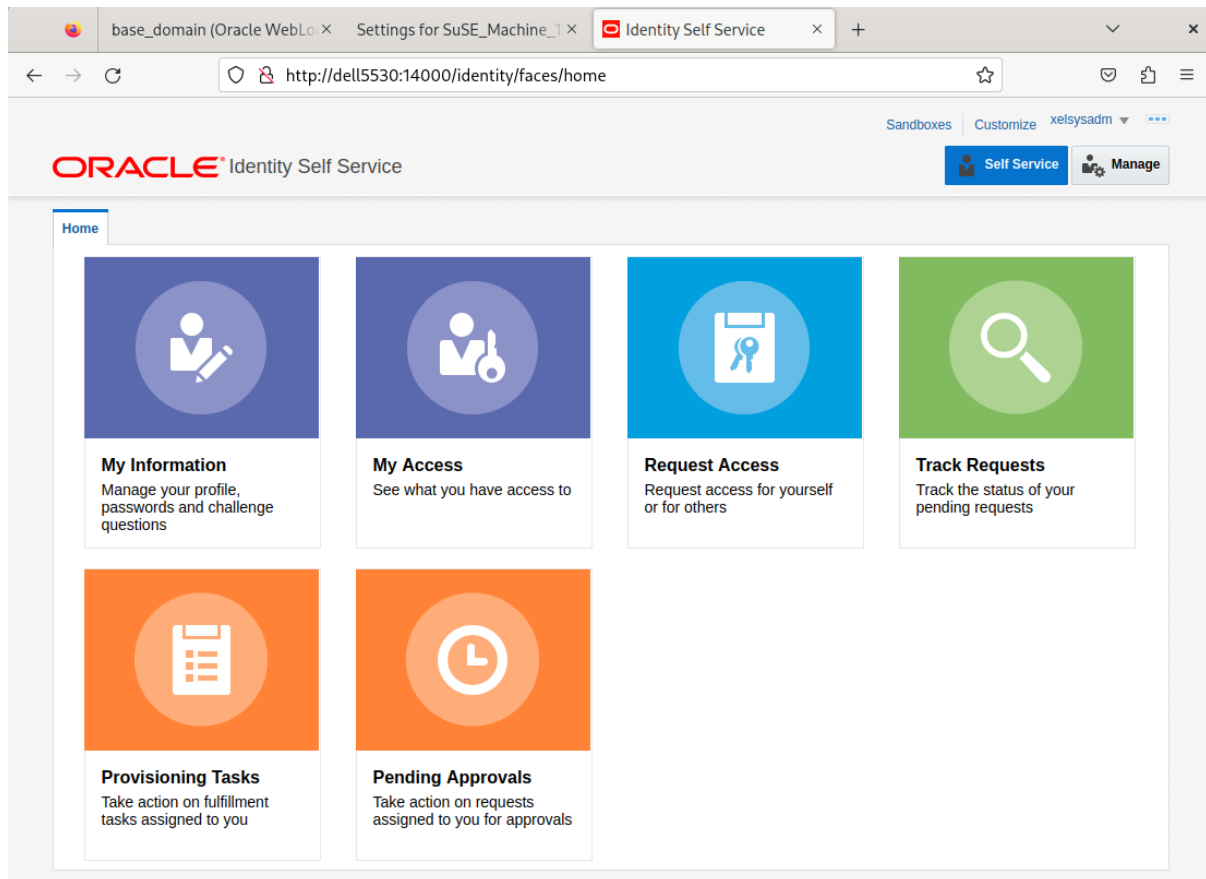 base_domain (Oracle WebLo
Settings for SuSE_Machine_1
Identity Self Service
http://dell5530:14000/identity/faces/home
Sandboxes
Customize
xelsysadm
ORACLE® Identity Self Service
Self Service
Manage
Home
My Information
Manage your profile,
passwords and challenge
questions
My Access
See what you have access to
Request Access
Request access for yourself
or for others
Track Requests
Track the status of your
pending requests
Provisioning Tasks
Take action on fulfillment
tasks assigned to you
Pending Approvals
Take action on requests
assigned to you for approvals